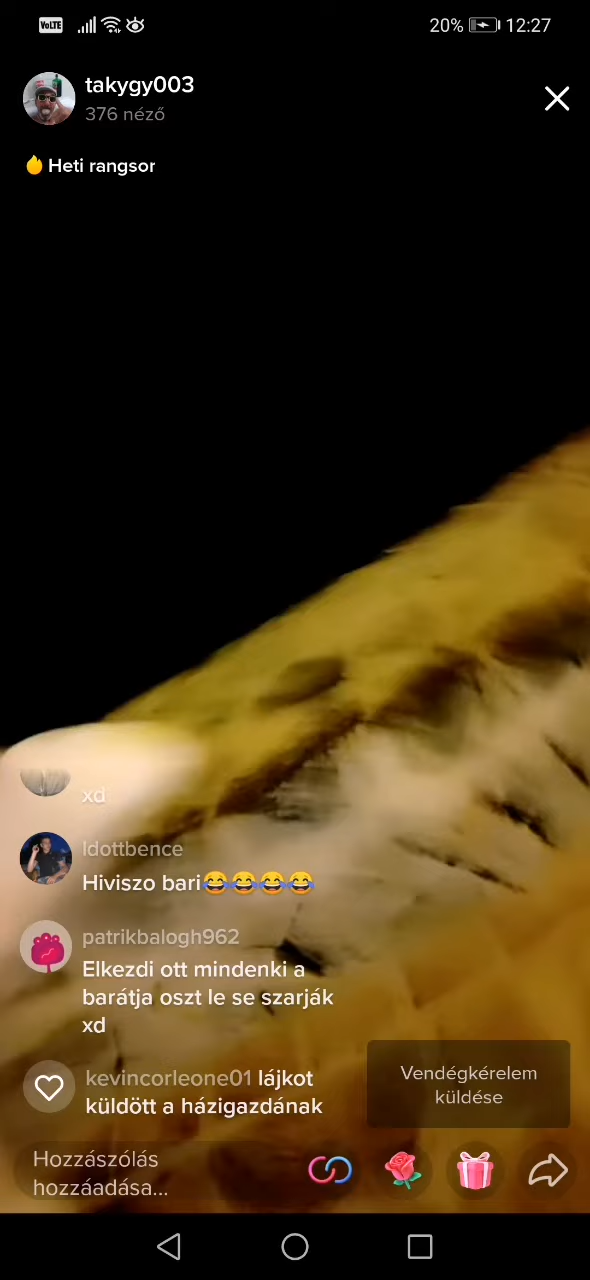 VoLTE 20% 12:27
takygy003
376 néző
Heti rangsor
xd
ldottbence
Hiviszo bari😂😂😂😂
patrikbalogh962
Elkezdi ott mindenki a
barátja oszt le se szarják
xd
kevincorleone01 lájkot
küldött a házigazdának
Vendégkérelem
küldése
Hozzászólás
hozzáadása...